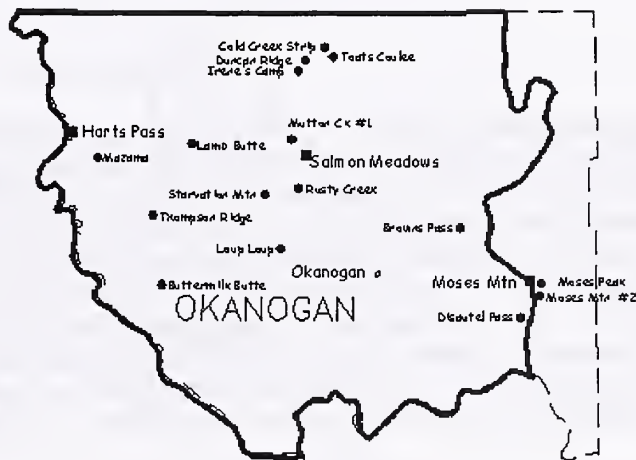 Cold Creek Strip
Duncan Ridge
Toats Coulee
Irene's Camp
Mutton Ck #1
Harts Pass
Lamb Butte
Mazama
Salmon Meadows
Starvation Mtn
Rusty Creek
Thompson Ridge
Browns Pass
Loup Loup
Okanogan
Moses Mtn
Moses Peak
Buttermilk Butte
Moses Mtn #2
OKANOGAN
Disautel Pass